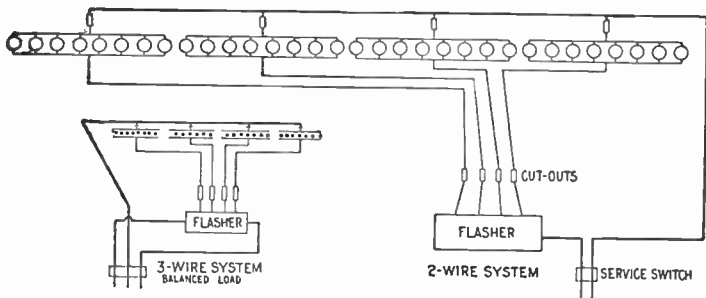 CUT-OUTS
FLASHER
FLASHER
3-WIRE SYSTEM
BALANCED LOAD
2-WIRE SYSTEM
SERVICE SWITCH